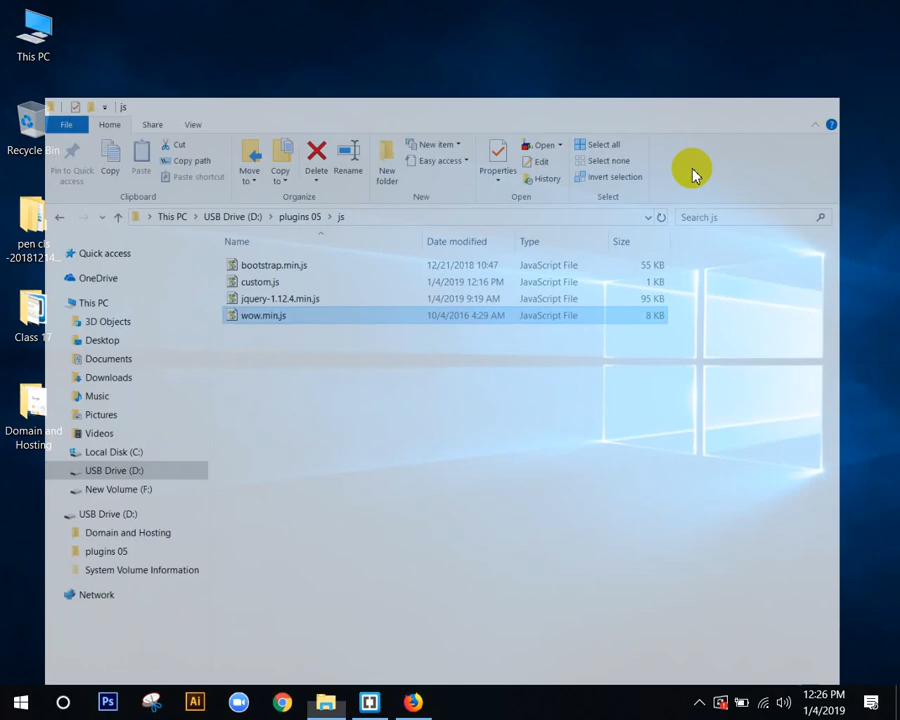 This PC
Recycle Bin
pen cls
-20181214...
Class 17
Domain and
Hosting
js
File
Home
Share
View
Pin to Quick
access
Copy
Paste
Cut
Copy path
Paste shortcut
Clipboard
Move
to
Copy
to
Delete
Rename
Organize
New
folder
New item
Easy access
New
Properties
Open
Edit
History
Open
Select all
Select none
Invert selection
Select
This PC
USB Drive (D:)
plugins 05
js
Search js
Name
Date modified
Type
Size
bootstrap.min.js 12/21/2018 10:47 JavaScript File 55 KB
custom.js 1/4/2019 12:16 PM JavaScript File 1 KB
jquery-1.12.4.min.js 1/4/2019 9:19 AM JavaScript File 95 KB
wow.min.js 10/4/2016 4:29 AM JavaScript File 8 KB
Quick access
OneDrive
This PC
3D Objects
Desktop
Documents
Downloads
Music
Pictures
Videos
Local Disk (C:)
USB Drive (D:)
New Volume (F:)
USB Drive (D:)
Domain and Hosting
plugins 05
System Volume Information
Network
Ps
Ai
12:26 PM
1/4/2019